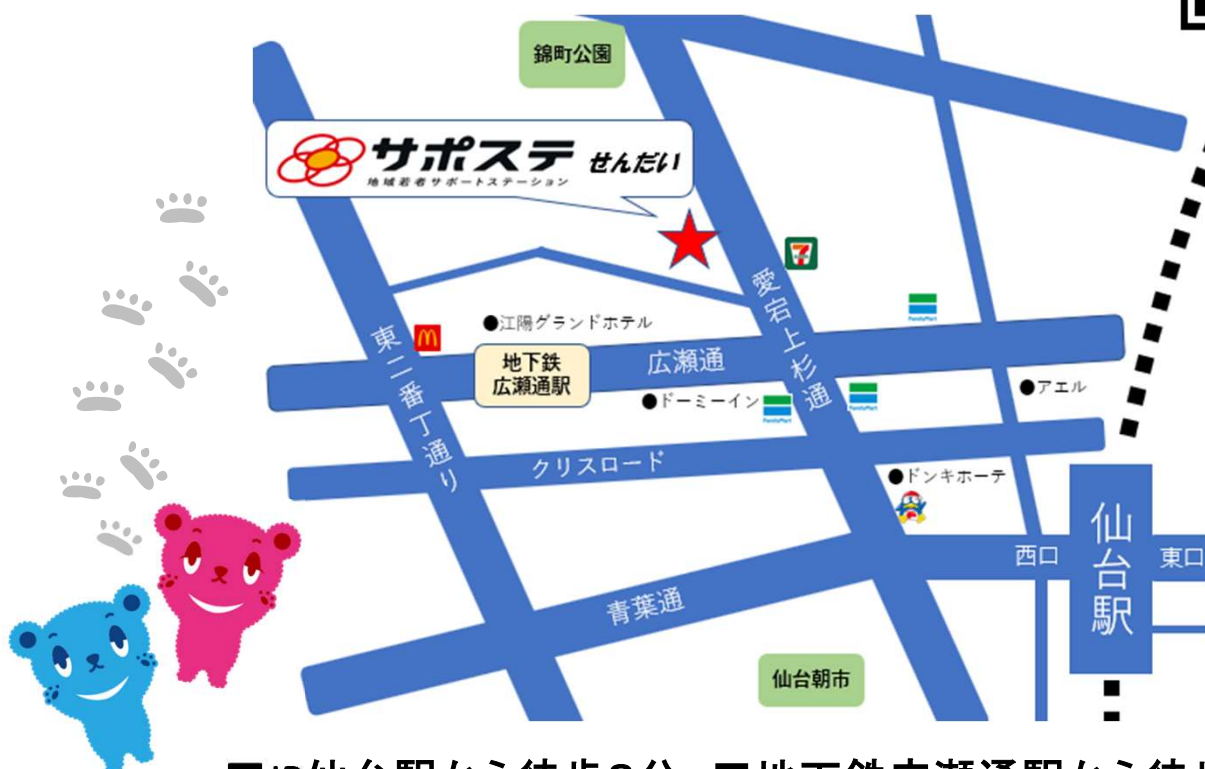 錦町公園
サポステ せんだい
地域若者サポートステーション
愛宕上杉通
東二番丁通り
●江陽グランドホテル
地下鉄
広瀬通駅
広瀬通
●ドーミーイン
FamilyMart
FamilyMart
FamilyMart
●アエル
クリスロード
●ドンキホーテ
仙台駅
西口
東口
青葉通
仙台朝市